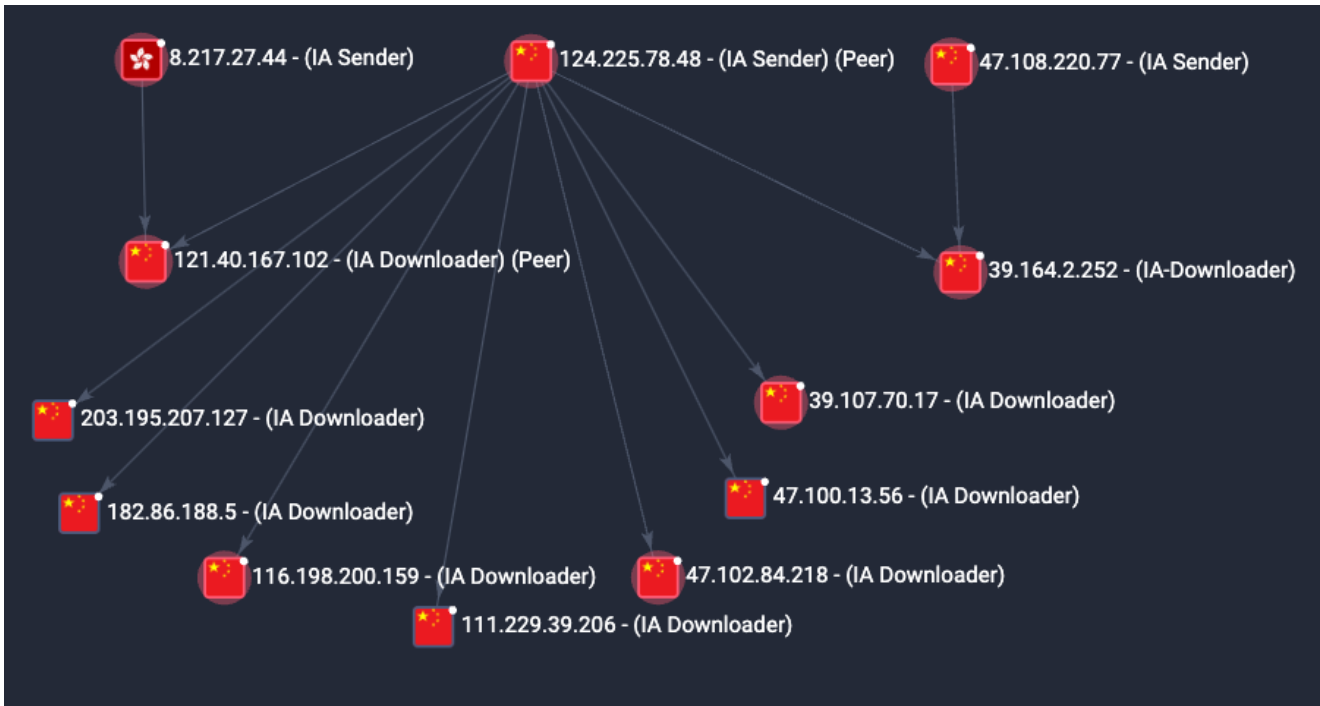 8.217.27.44 - (IA Sender)
124.225.78.48 - (IA Sender) (Peer)
47.108.220.77 - (IA Sender)
121.40.167.102 - (IA Downloader) (Peer)
39.164.2.252 - (IA-Downloader)
39.107.70.17 - (IA Downloader)
203.195.207.127 - (IA Downloader)
47.100.13.56 - (IA Downloader)
182.86.188.5 - (IA Downloader)
116.198.200.159 - (IA Downloader)
47.102.84.218 - (IA Downloader)
111.229.39.206 - (IA Downloader)